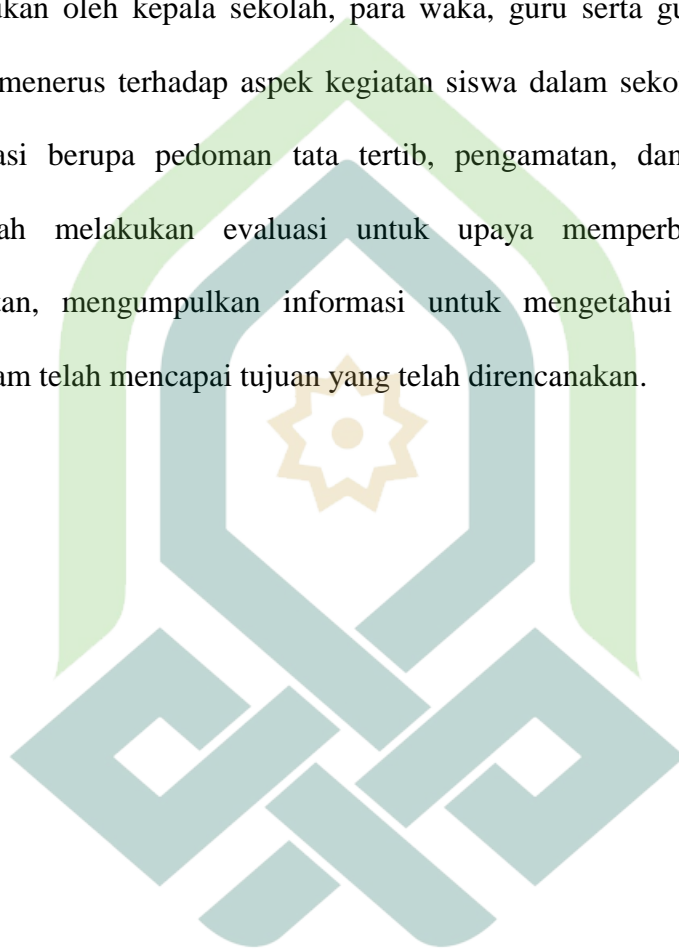 ukan oleh kepala sekolah, para waka, guru serta gu
menerus terhadap aspek kegiatan siswa dalam seko
asi berupa pedoman tata tertib, pengamatan, dan
ah melakukan evaluasi untuk upaya memperb
an, mengumpulkan informasi untuk mengetahui
am telah mencapai tujuan yang telah direncanakan.